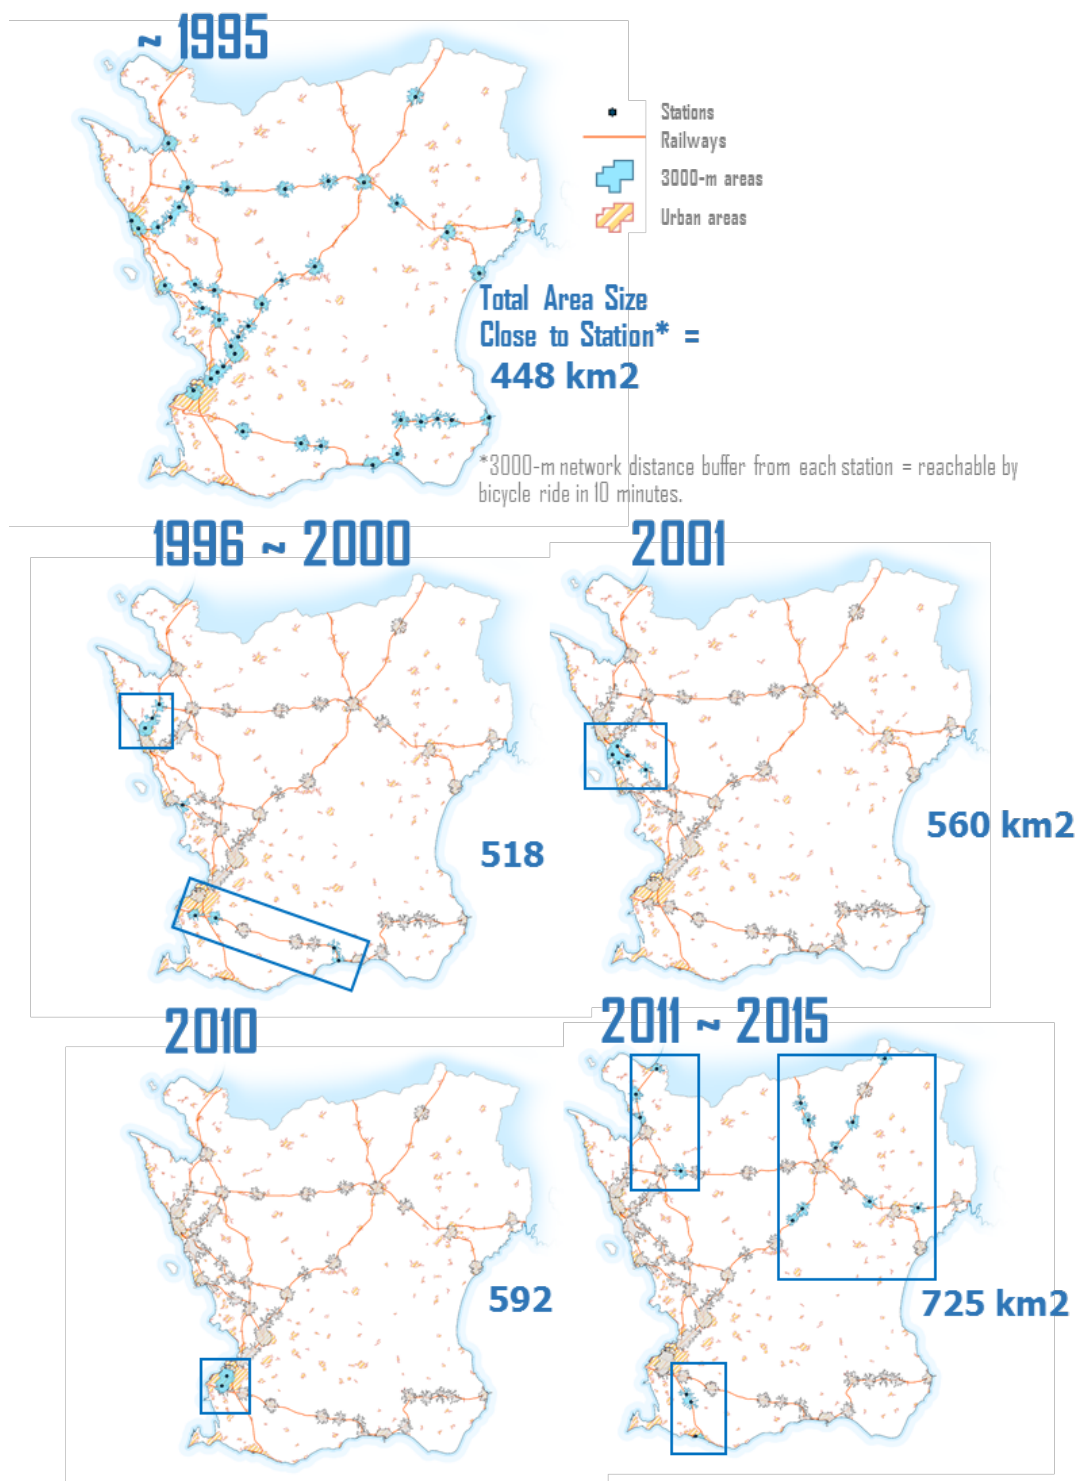 ~ 1995
Stations
Railways
3000-m areas
Urban areas
Total Area Size
Close to Station* =
448 km2
*3000-m network distance buffer from each station = reachable by
bicycle ride in 10 minutes.
1996 ~ 2000
2001
518
560 km2
2010
2011 ~ 2015
592
725 km2